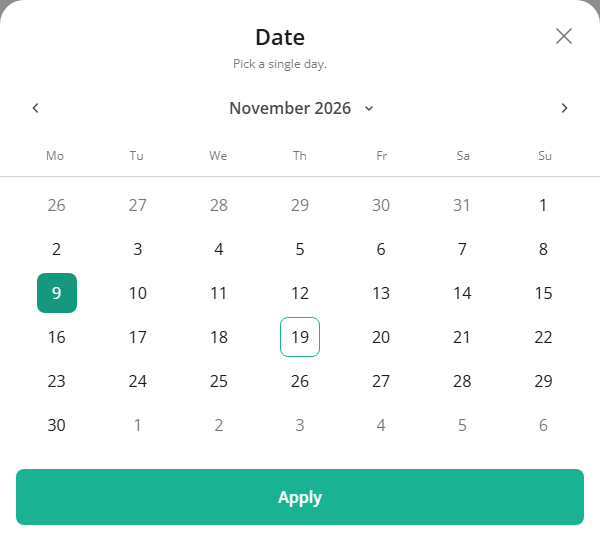 Date
Pick a single day.
November 2026
Mo Tu We Th Fr Sa Su
26 27 28 29 30 31 1
2 3 4 5 6 7 8
9 10 11 12 13 14 15
16 17 18 19 20 21 22
23 24 25 26 27 28 29
30 1 2 3 4 5 6
Apply